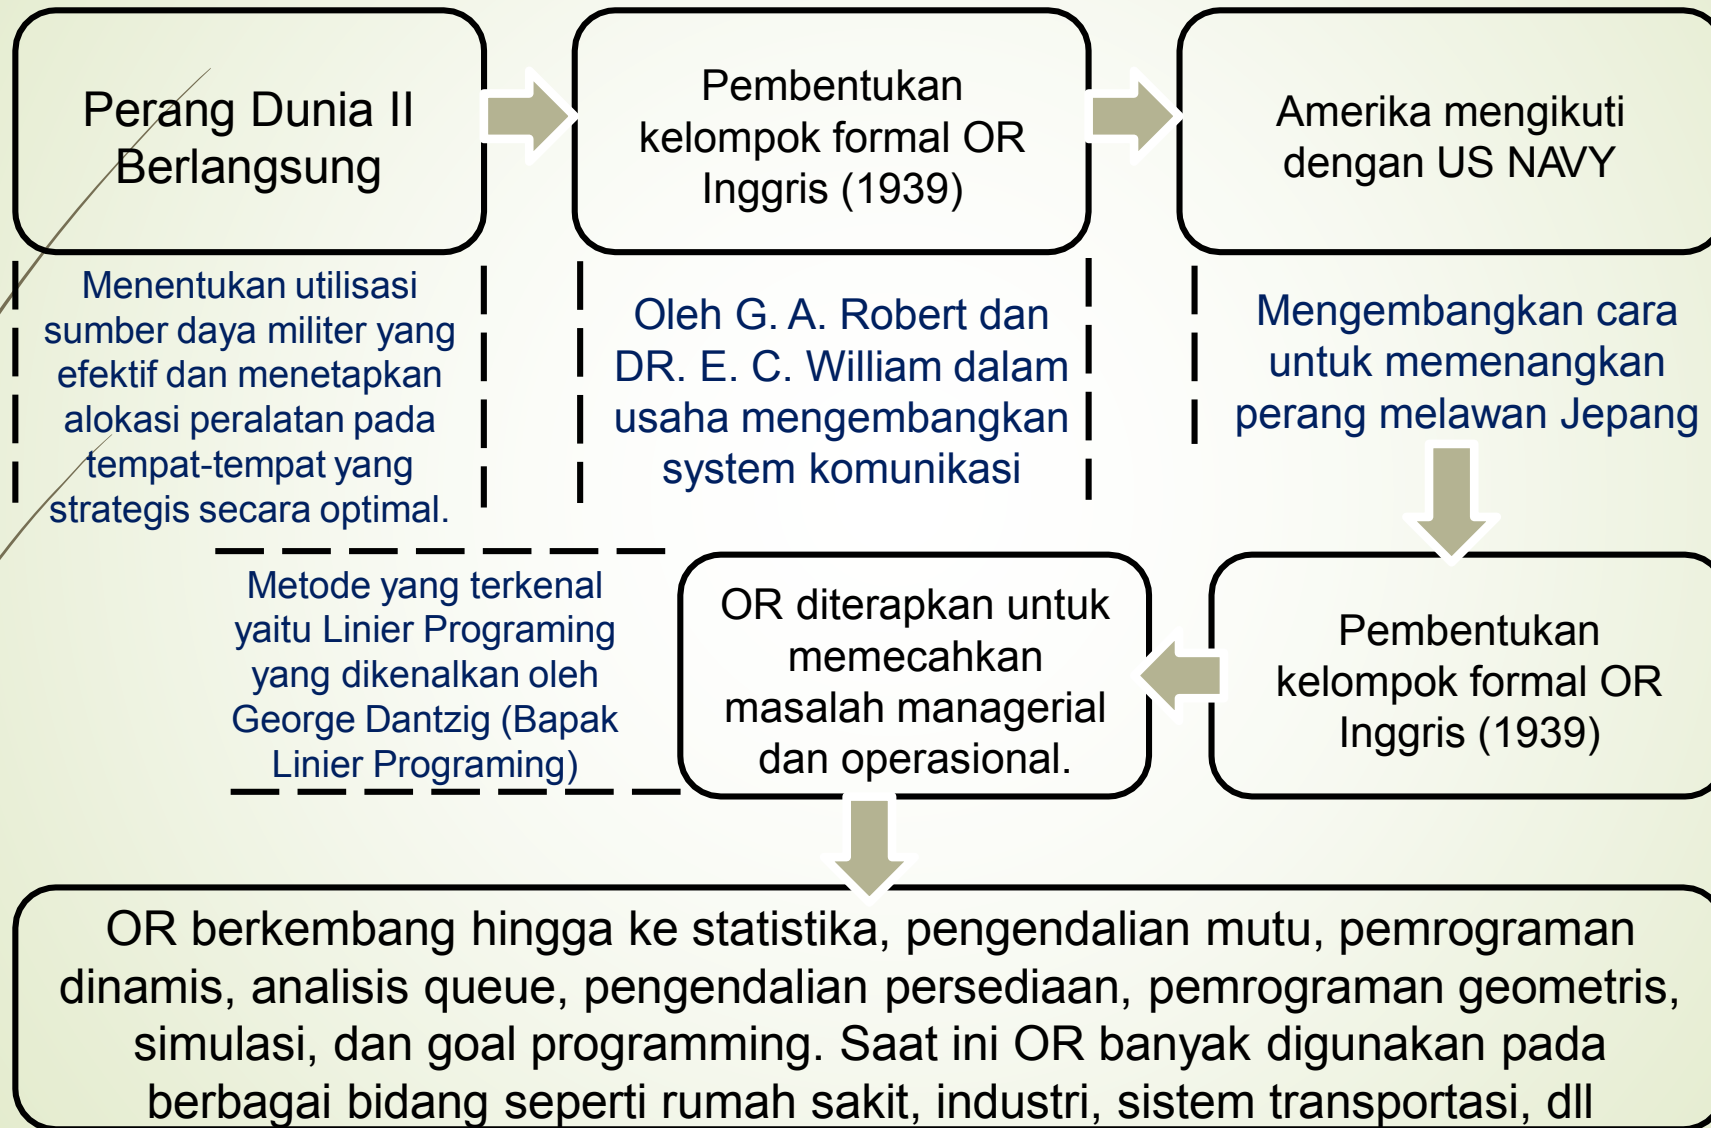 Perang Dunia II
Berlangsung
Pembentukan
kelompok formal OR
Inggris (1939)
Amerika mengikuti
dengan US NAVY
Menentukan utilisasi
sumber daya militer yang
efektif dan menetapkan
alokasi peralatan pada
tempat-tempat yang
strategis secara optimal.
Oleh G. A. Robert dan
DR. E. C. William dalam
usaha mengembangkan
system komunikasi
Mengembangkan cara
untuk memenangkan
perang melawan Jepang
Pembentukan
kelompok formal OR
Inggris (1939)
OR diterapkan untuk
memecahkan
masalah managerial
dan operasional.
Metode yang terkenal
yaitu Linier Programing
yang dikenalkan oleh
George Dantzig (Bapak
Linier Programing)
OR berkembang hingga ke statistika, pengendalian mutu, pemrograman
dinamis, analisis queue, pengendalian persediaan, pemrograman geometris,
simulasi, dan goal programming. Saat ini OR banyak digunakan pada
berbagai bidang seperti rumah sakit, industri, sistem transportasi, dll